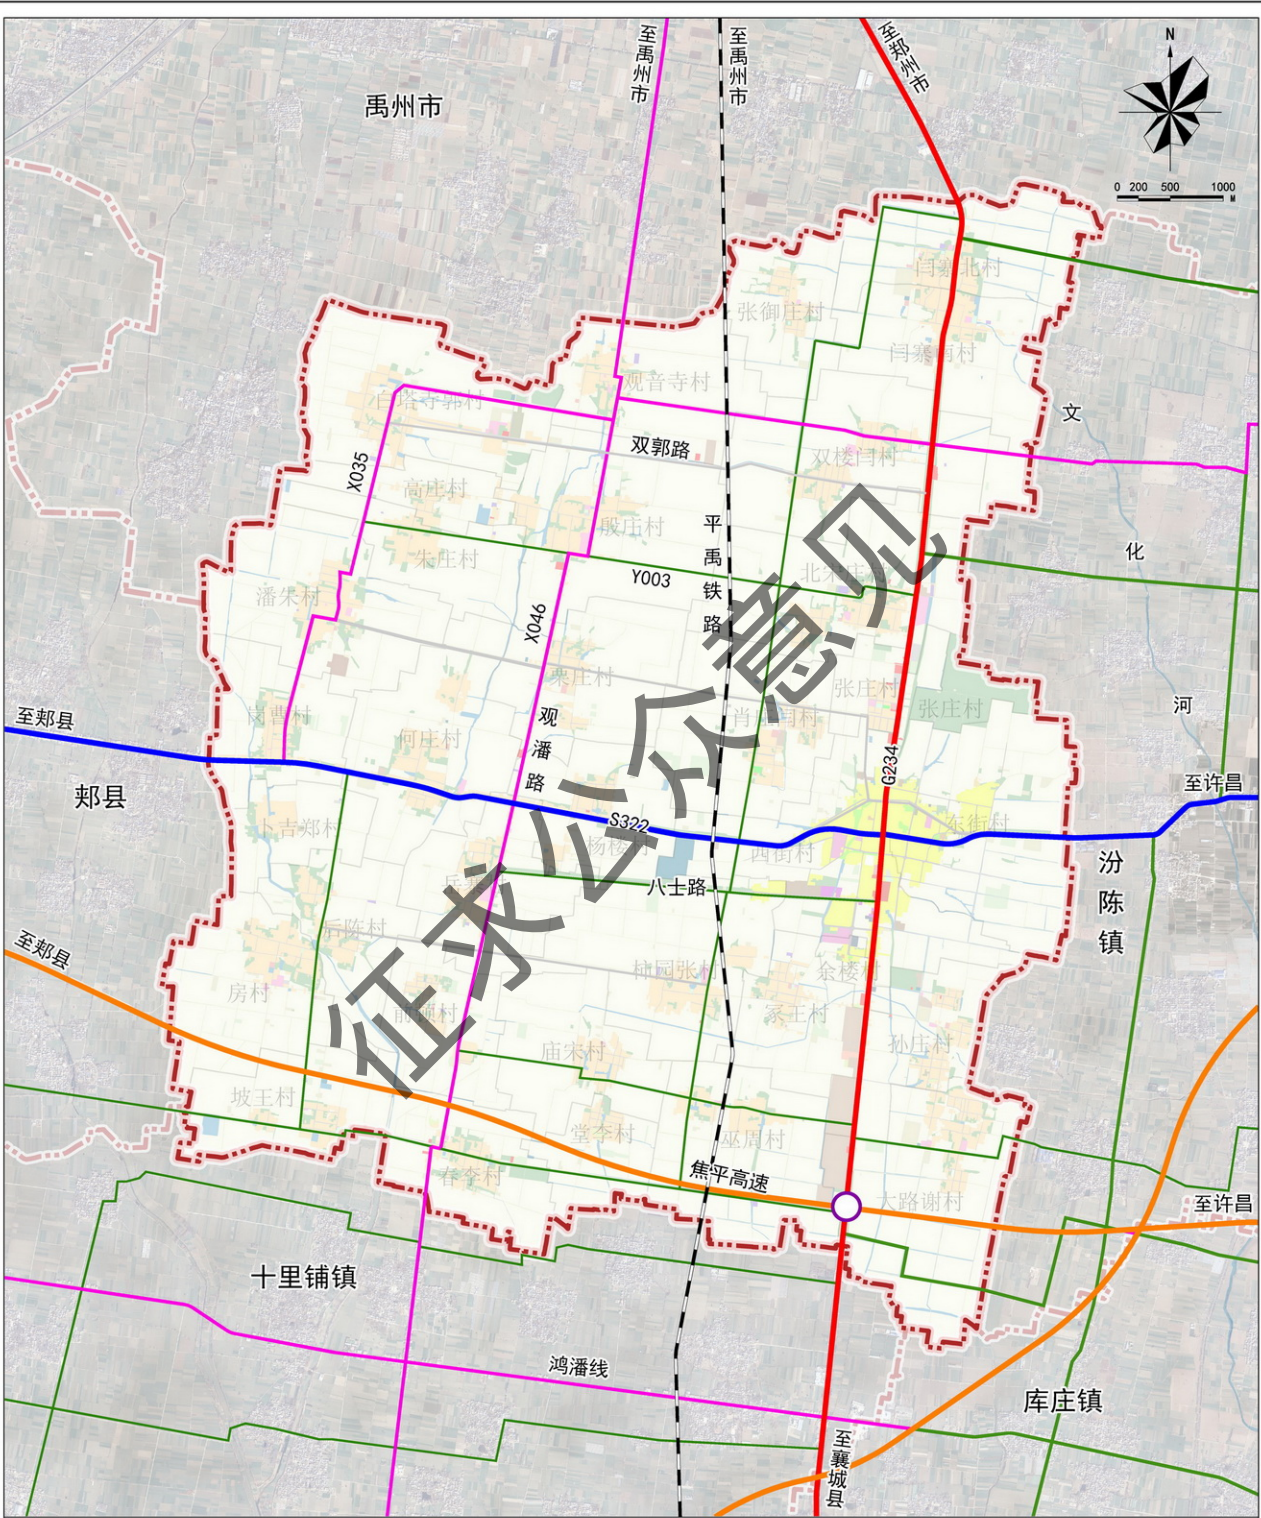 至禹州市
至禹州市
至郑州市
N
禹州市
0 200 500 1000
M
闫寨北村
张御庄村
闫寨南村
观音寺村
白塔寺郭村
文
双郭路
双楼闫村
X035
高庄村
殷庄村
平禹铁路
化
朱庄村
Y003
北宋庄村
潘朱村
X046
栗庄村
张庄村
张庄村
岗曹村
观潘路
肖庄闫村
河
至郏县
何庄村
G234
至许昌
郏县
S322
卜吉郑村
杨楼村
西街村
东街村
汾陈镇
八士路
后陈村
至郏县
柿园张村
余楼村
房村
前顾村
冢王村
庙宋村
孙庄村
坡王村
堂李村
巫周村
春李村
焦平高速
大路谢村
至许昌
十里铺镇
鸿潘线
库庄镇
至襄城县
征求公众意见